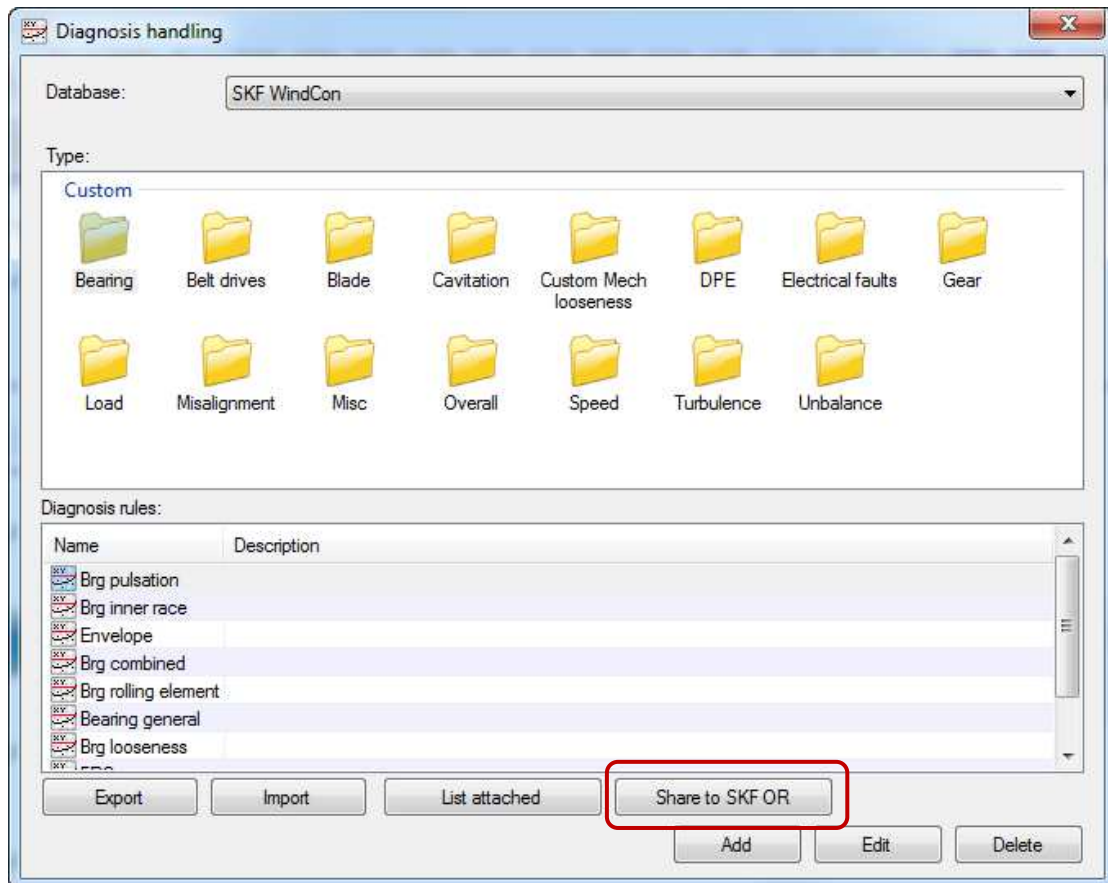 Diagnosis handling
Database: SKF WindCon
Type:
Custom
Bearing Belt drives Blade Cavitation Custom Mech looseness DPE Electrical faults Gear
Load Misalignment Misc Overall Speed Turbulence Unbalance
Diagnosis rules:
Name Description
Brg pulsation
Brg inner race
Envelope
Brg combined
Brg rolling element
Bearing general
Brg looseness
Export Import List attached Share to SKF OR
Add Edit Delete